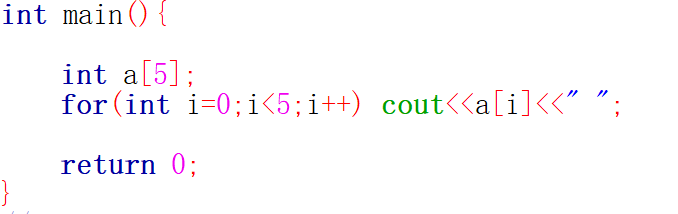 int main(){
int a[5];
for(int i=0;i<5;i++) cout<<a[i]<<" ";
return 0;
}